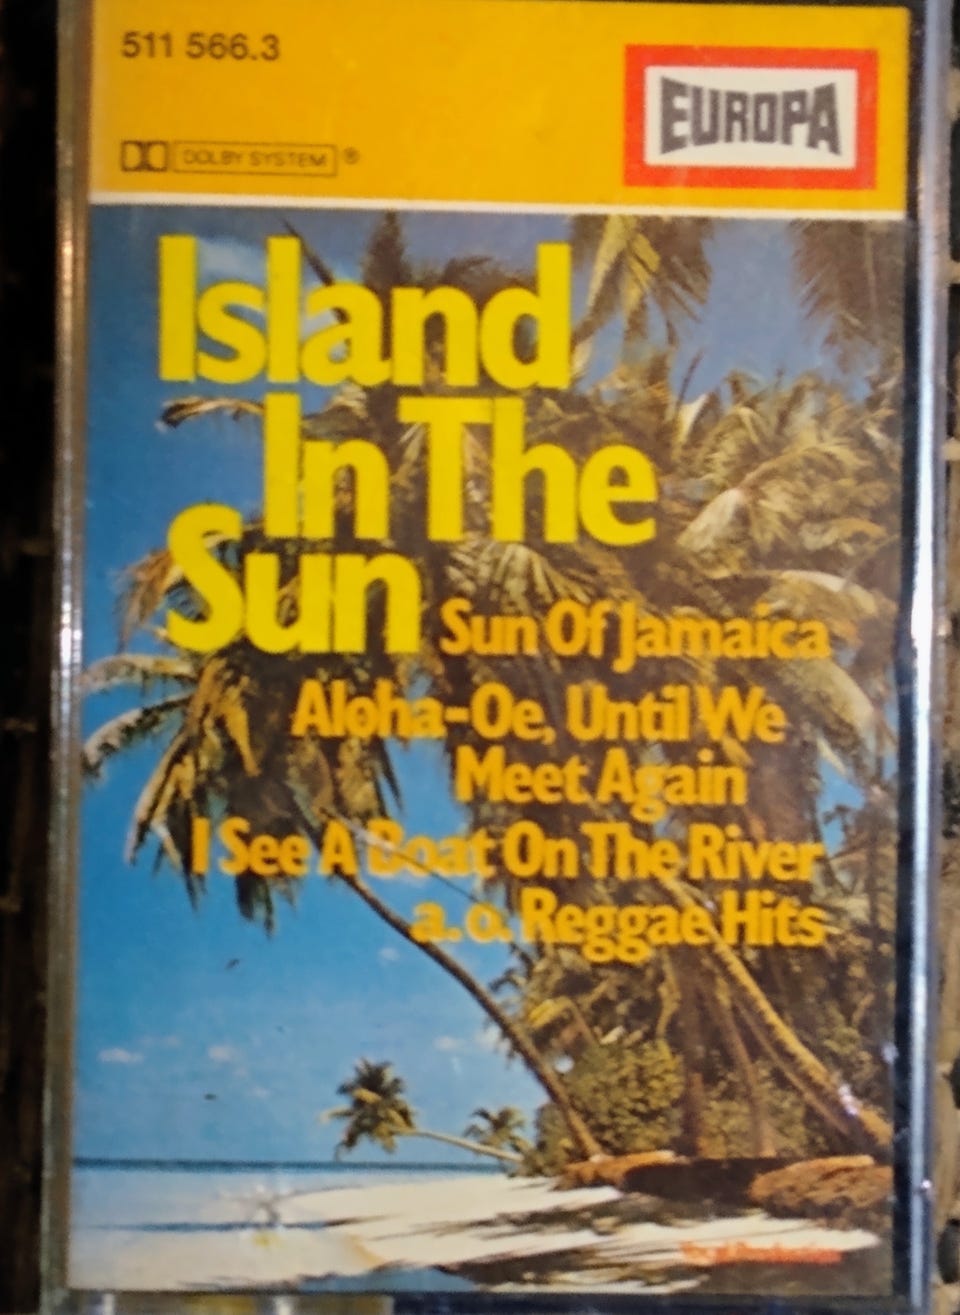 511 566.3
EUROPA
DOLBY SYSTEM ®
Island
In The
Sun
Sun Of Jamaica
Aloha-Oe, Until We
Meet Again
I See A Boat On The River
a.o. Reggae Hits